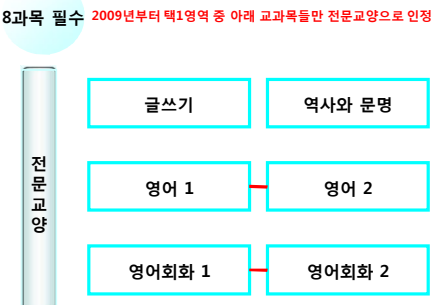 8과목 필수 2009년부터 택1영역 중 아래 교과목들만 전문교양으로 인정
글쓰기 역사와 문명
전문교양
영어 1 영어 2
영어회화 1 영어회화 2